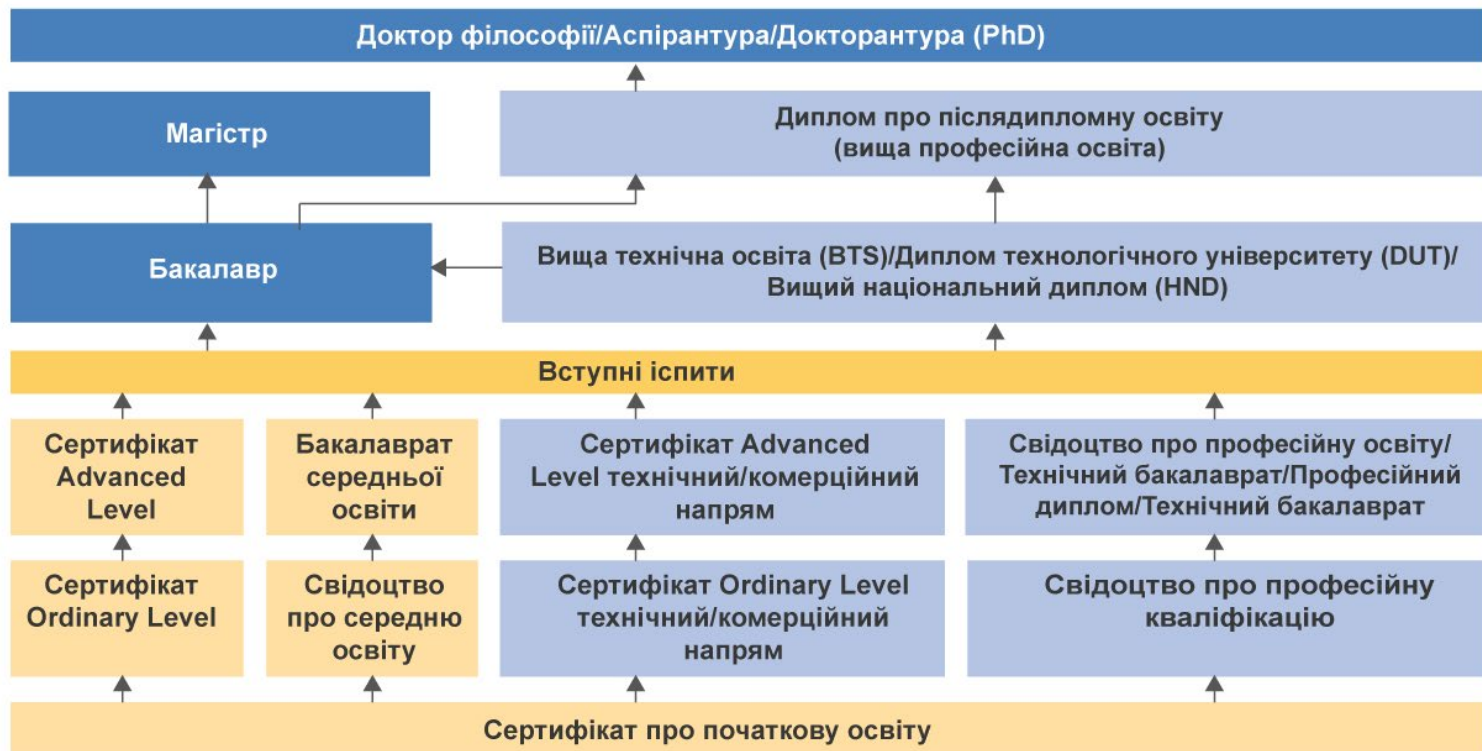 Доктор філософії/Аспірантура/Докторантура (PhD)
Магістр
Диплом про післядипломну освіту
(вища професійна освіта)
Бакалавр
Вища технічна освіта (BTS)/Диплом технологічного університету (DUT)/
Вищий національний диплом (HND)
Вступні іспити
Сертифікат
Advanced
Level
Бакалаврат
середньої
освіти
Сертифікат Advanced
Level технічний/комерційний
напрям
Свідоцтво про професійну освіту/
Технічний бакалаврат/Професійний
диплом/Технічний бакалаврат
Сертифікат
Ordinary Level
Свідоцтво
про середню
освіту
Сертифікат Ordinary Level
технічний/комерційний
напрям
Свідоцтво про професійну
кваліфікацію
Сертифікат про початкову освіту